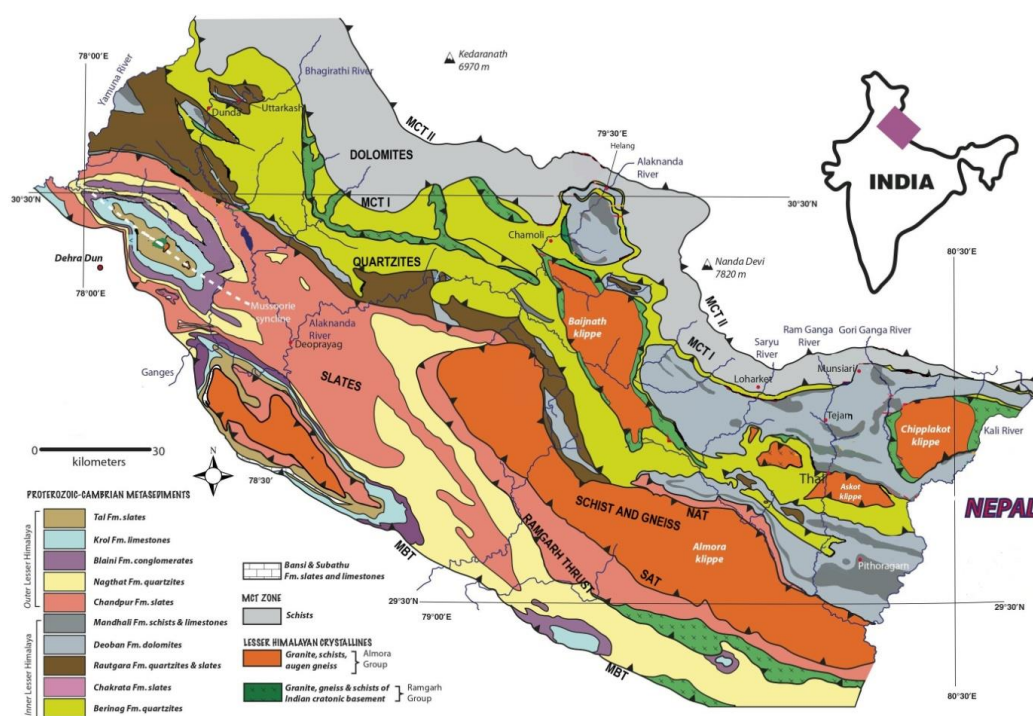 Kedaranath
6970 m
78°00'E
Yamuna River
Bhagirathi River
Dunda
Uttarkash
MCT II
79°30'E
Helang
Alaknanda
River
DOLOMITES
INDIA
30°30'N
MCT I
30°30'N
Chamoli
QUARTZITES
Dehra Dun
78°00'E
Nanda Devi
7820 m
80°30'E
Mussoorie
syncline
Alaknanda
River
Deoprayag
Baijnath
klippe
MCT II
MCT I
Saryu
River
Ram Ganga
River
Gori Ganga River
Ganges
SLATES
Loharket
Munsiari
Tejam
Chipplakot
klippe
Kali River
0
30
kilometers
N
78°30'
Thal
Askot
klippe
NEPAL
SCHIST AND GNEISS
NAT
RAMGARH THRUST
Almora
klippe
SAT
Pithoragarh
MBT
29°30'N
79°00'E
29°30'N
MBT
80°30'E
PROTEROZOIC-CAMBRIAN METASEDIMENTS
Outer Lesser Himalaya
Tal Fm. slates
Krol Fm. limestones
Blaini Fm. conglomerates
Nagthat Fm. quartzites
Chandpur Fm. slates
Inner Lesser Himalaya
Mandhali Fm. schists & limestones
Deoban Fm. dolomites
Rautgara Fm. quartzites & slates
Chakrata Fm. slates
Berinag Fm. quartzites
Bansi & Subathu
Fm. slates and limestones
MCT ZONE
Schists
LESSER HIMALAYAN CRYSTALLINES
Granite, schists,
augen gneiss
Almora
Group
Granite, gneiss & schists of
Indian cratonic basement
Ramgarh
Group